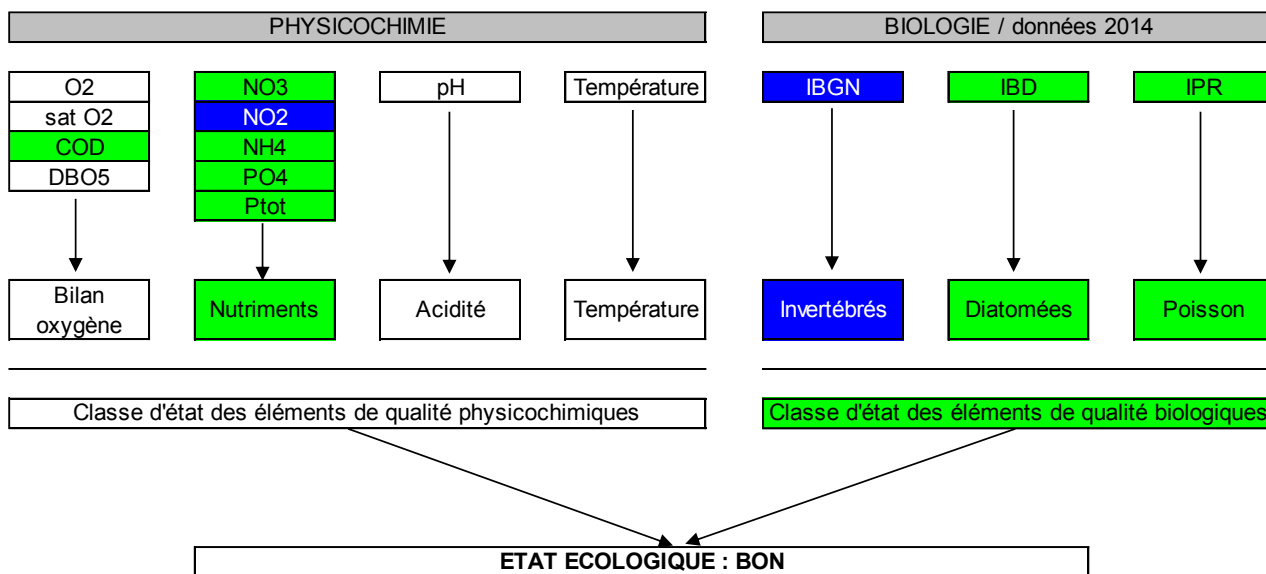 PHYSICOCHIMIE
BIOLOGIE / données 2014
O2
sat O2
COD
DBO5
NO3
NO2
NH4
PO4
Ptot
pH
Température
IBGN
IBD
IPR
Bilan
oxygène
Nutriments
Acidité
Température
Invertébrés
Diatomées
Poisson
Classe d'état des éléments de qualité physicochimiques
Classe d'état des éléments de qualité biologiques
ETAT ECOLOGIQUE : BON